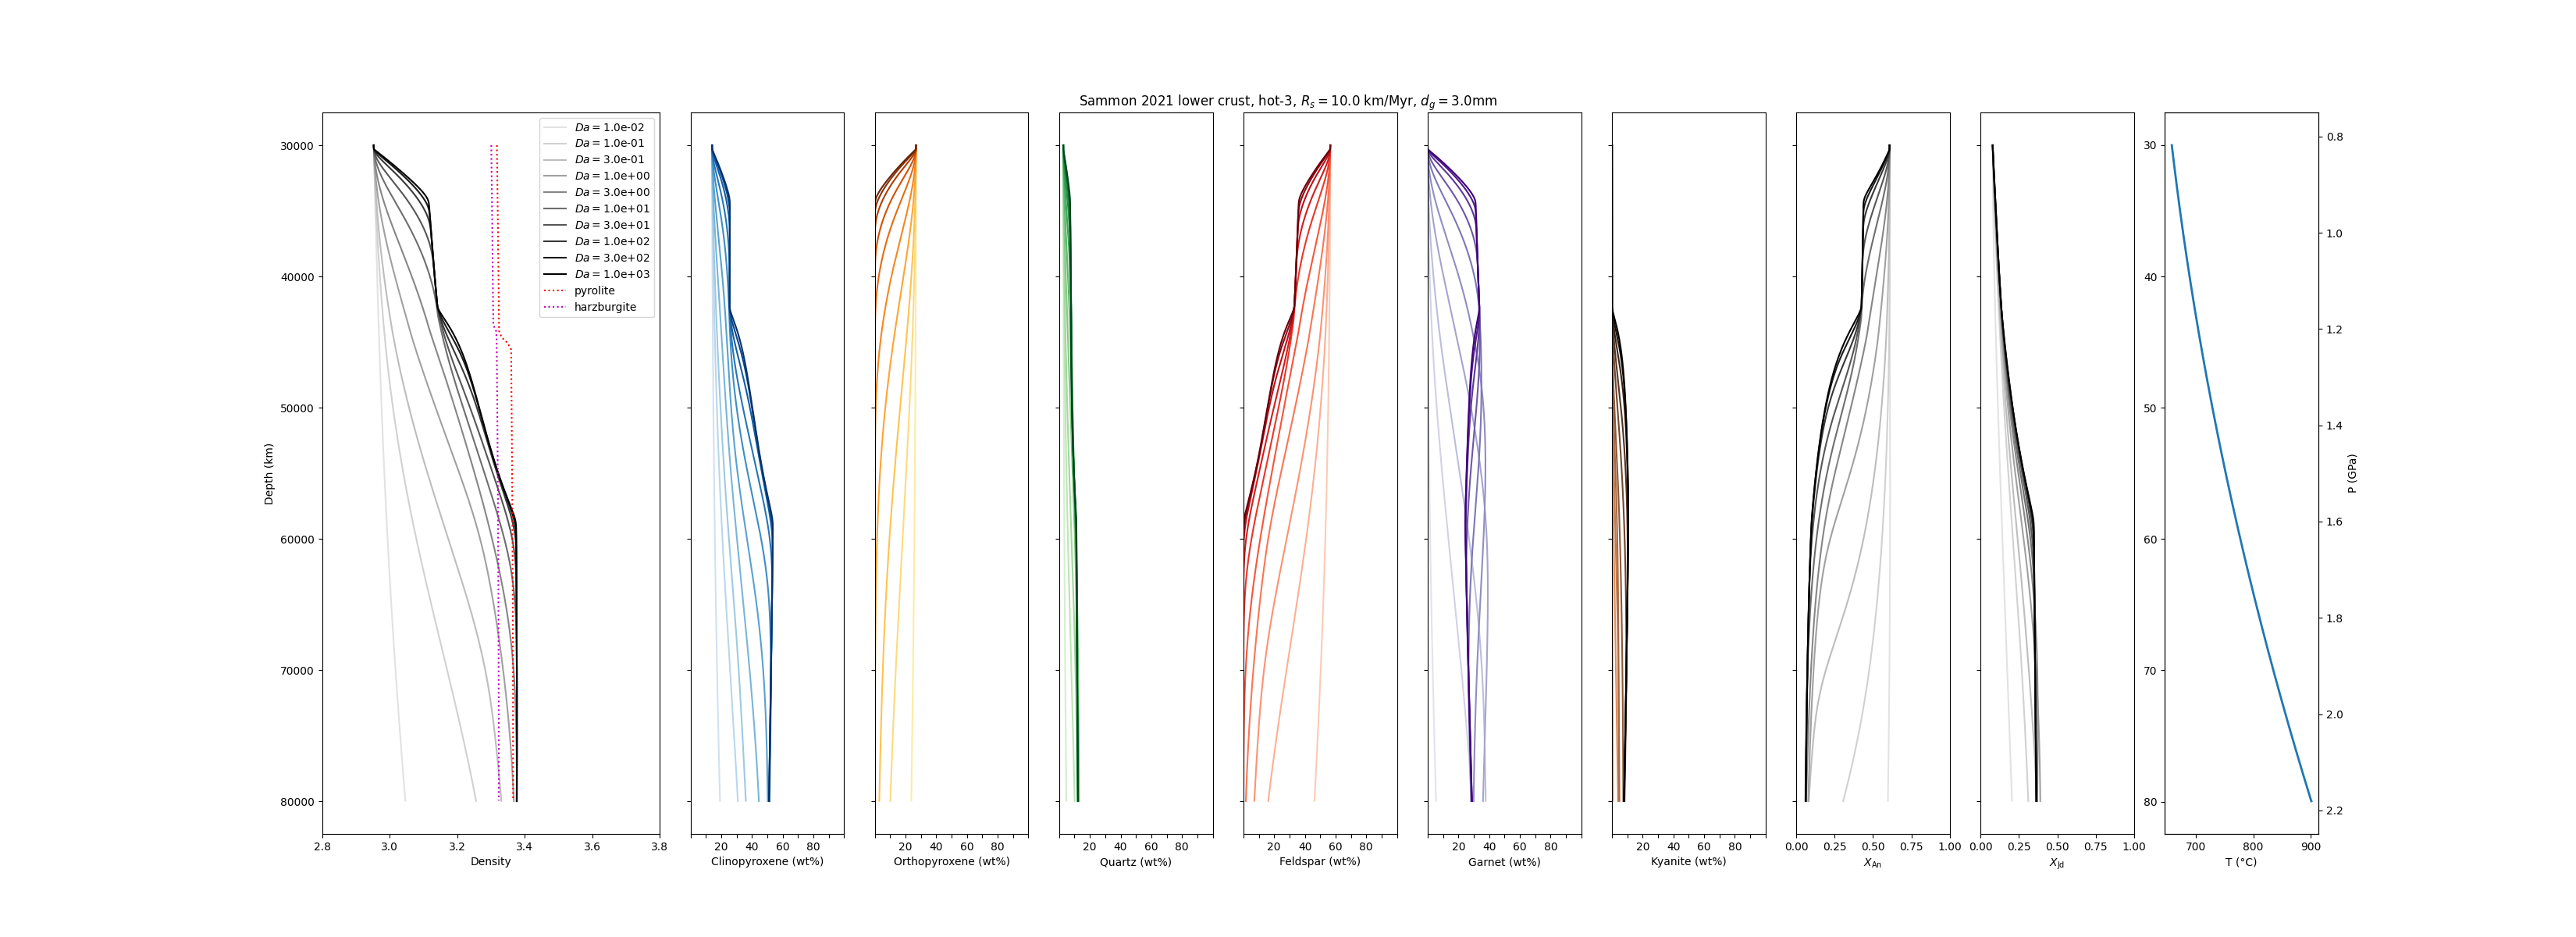 Sammon 2021 lower crust, hot-3, R_s = 10.0 km/Myr, d_g = 3.0mm
Da = 1.0e-02
Da = 1.0e-01
Da = 3.0e-01
Da = 1.0e+00
Da = 3.0e+00
Da = 1.0e+01
Da = 3.0e+01
Da = 1.0e+02
Da = 3.0e+02
Da = 1.0e+03
pyrolite
harzburgite
Depth (km)
30000
40000
50000
60000
70000
80000
2.8 3.0 3.2 3.4 3.6 3.8
Density
20 40 60 80
Clinopyroxene (wt%)
20 40 60 80
Orthopyroxene (wt%)
20 40 60 80
Quartz (wt%)
20 40 60 80
Feldspar (wt%)
20 40 60 80
Garnet (wt%)
20 40 60 80
Kyanite (wt%)
0.00 0.25 0.50 0.75 1.00
X_An
0.00 0.25 0.50 0.75 1.00
X_Jd
30
40
50
60
70
80
700 800 900
T (°C)
0.8
1.0
1.2
1.4
1.6
1.8
2.0
2.2
P (GPa)